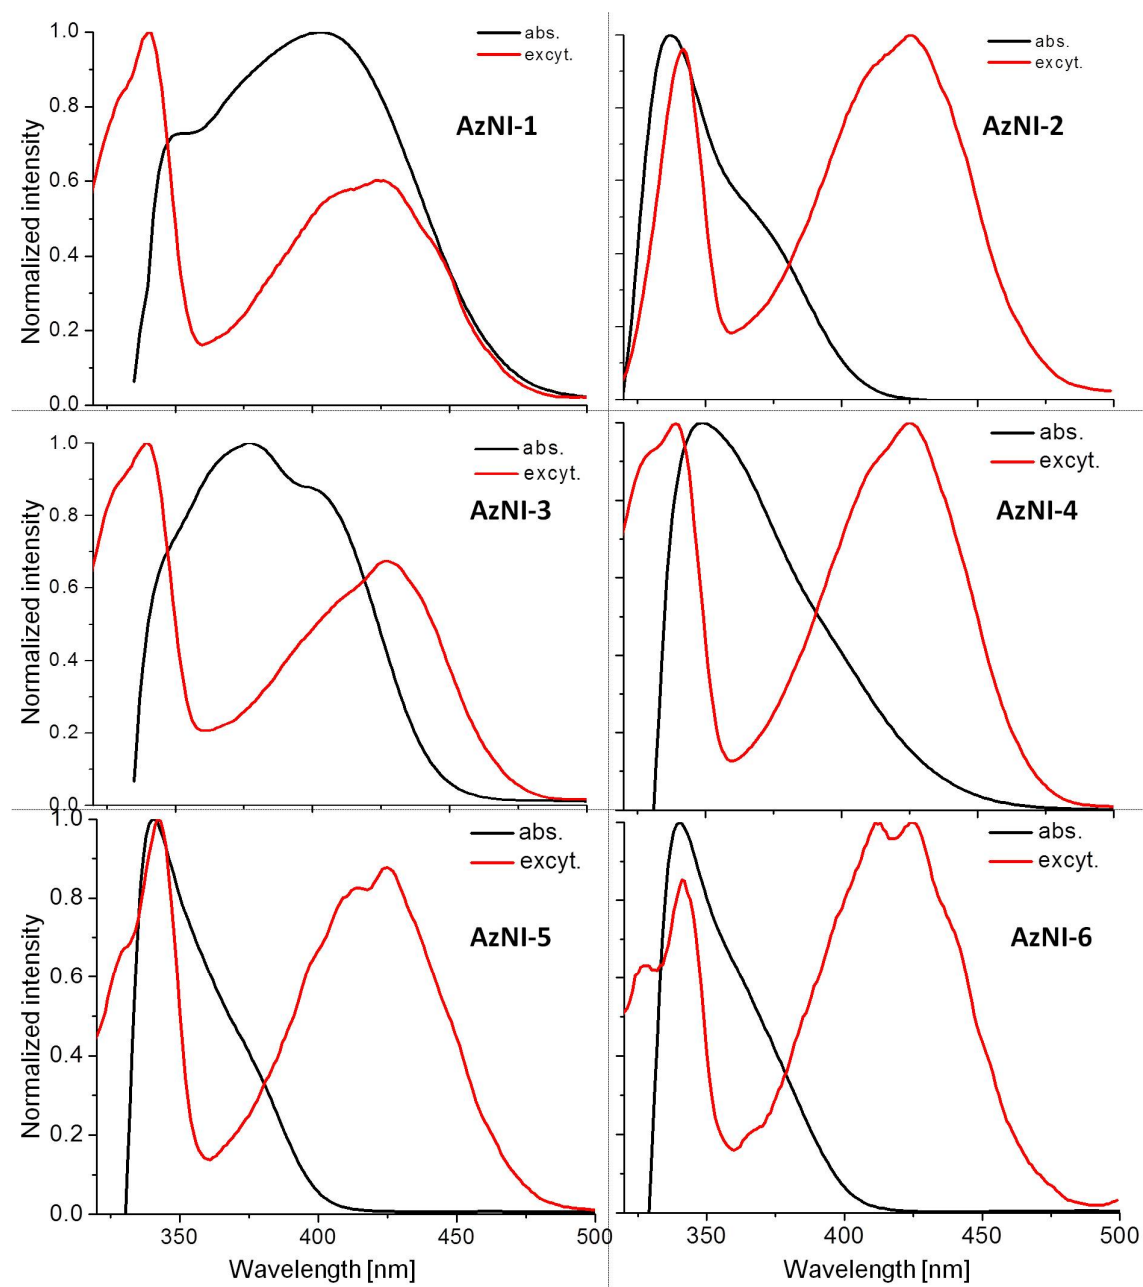 1.0
0.8
0.6
0.4
0.2
0.0
Normalized intensity
abs.
excyt.
AzNI-1
abs.
excyt.
AzNI-2
1.0
0.8
0.6
0.4
0.2
0.0
Normalized intensity
abs.
excyt.
AzNI-3
abs.
excyt.
AzNI-4
1.0
0.8
0.6
0.4
0.2
0.0
Normalized intensity
abs.
excyt.
AzNI-5
350 400 450 500
Wavelength [nm]
abs.
excyt.
AzNI-6
350 400 450 500
Wavelength [nm]